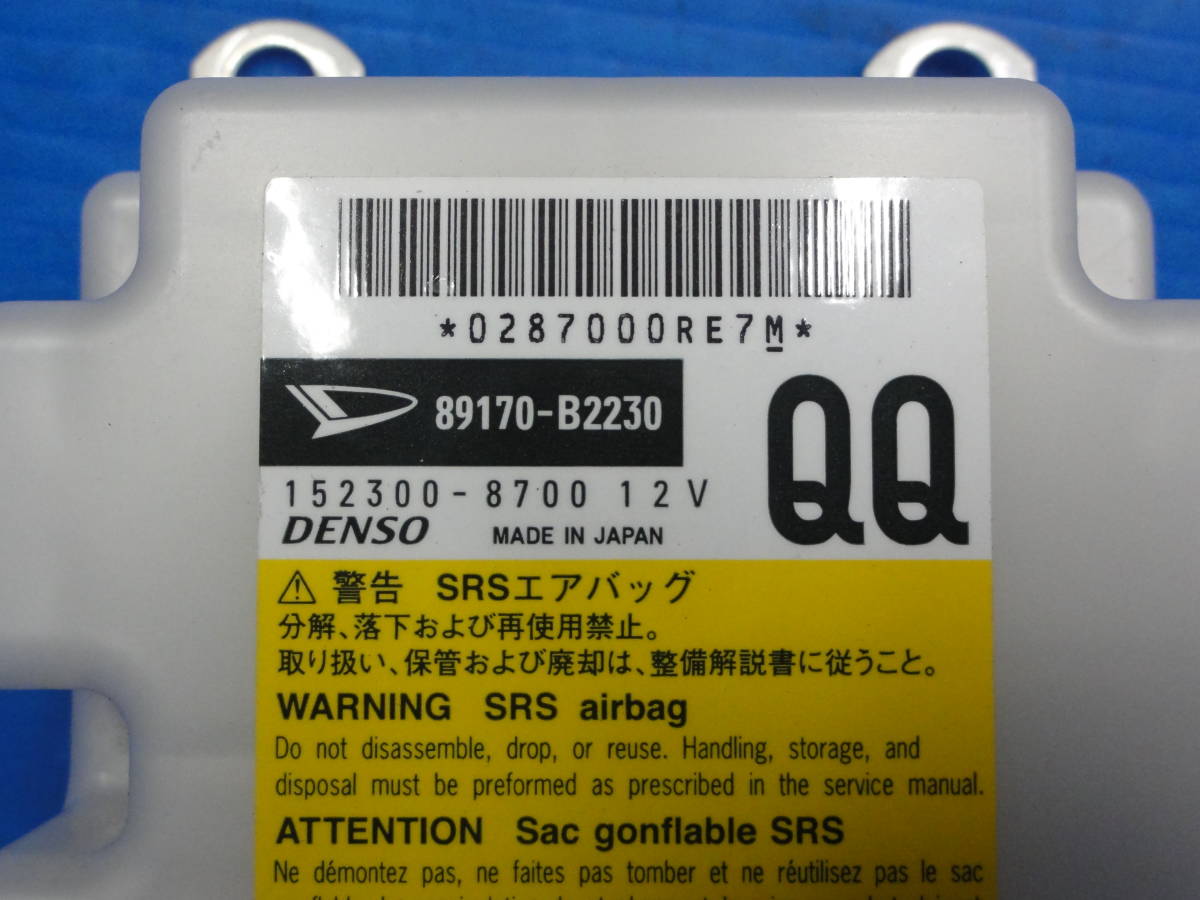 *0287000RE7M*
89170-B2230
QQ
152300-8700 12V
DENSO MADE IN JAPAN
⚠ 警告 SRSエアバッグ
分解、落下および再使用禁止。
取り扱い、保管および廃却は、整備解説書に従うこと。
WARNING SRS airbag
Do not disassemble, drop, or reuse. Handling, storage, and
disposal must be preformed as prescribed in the service manual.
ATTENTION Sac gonflable SRS
Ne démontez pas, ne faites pas tomber et ne réutilisez pas le sac